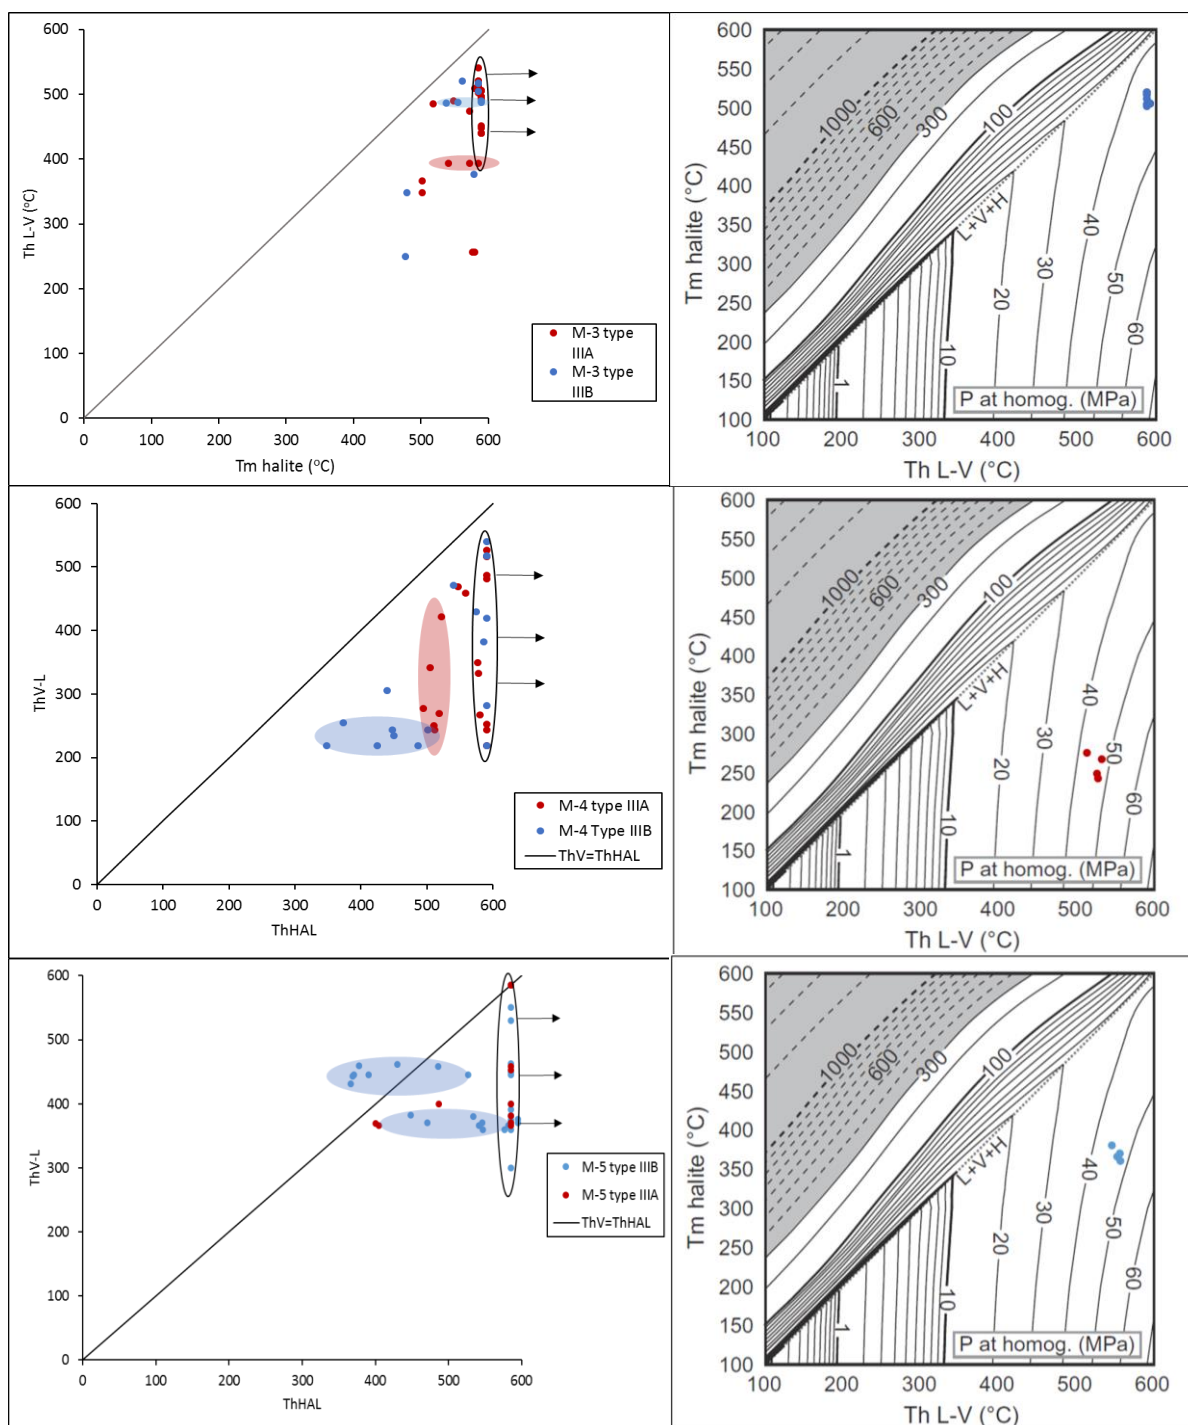 600
500
400
300
200
100
0
Th L-V (°C)
0 100 200 300 400 500 600
Tm halite (°C)
M-3 type
IIIA
M-3 type
IIIB
600
550
500
450
400
350
300
250
200
150
100
Tm halite (°C)
1000
600
300
100
L+V+H
40
30
50
20
60
10
1
P at homog. (MPa)
100 200 300 400 500 600
Th L-V (°C)
600
500
400
300
200
100
0
ThV-L
0 100 200 300 400 500 600
ThHAL
M-4 type IIIA
M-4 Type IIIB
ThV=ThHAL
600
550
500
450
400
350
300
250
200
150
100
Tm halite (°C)
1000
600
300
100
L+V+H
40
30
50
20
60
10
1
P at homog. (MPa)
100 200 300 400 500 600
Th L-V (°C)
600
500
400
300
200
100
0
ThV-L
0 100 200 300 400 500 600
ThHAL
M-5 type IIIB
M-5 type IIIA
ThV=ThHAL
600
550
500
450
400
350
300
250
200
150
100
Tm halite (°C)
1000
600
300
100
L+V+H
40
30
50
20
60
10
1
P at homog. (MPa)
100 200 300 400 500 600
Th L-V (°C)